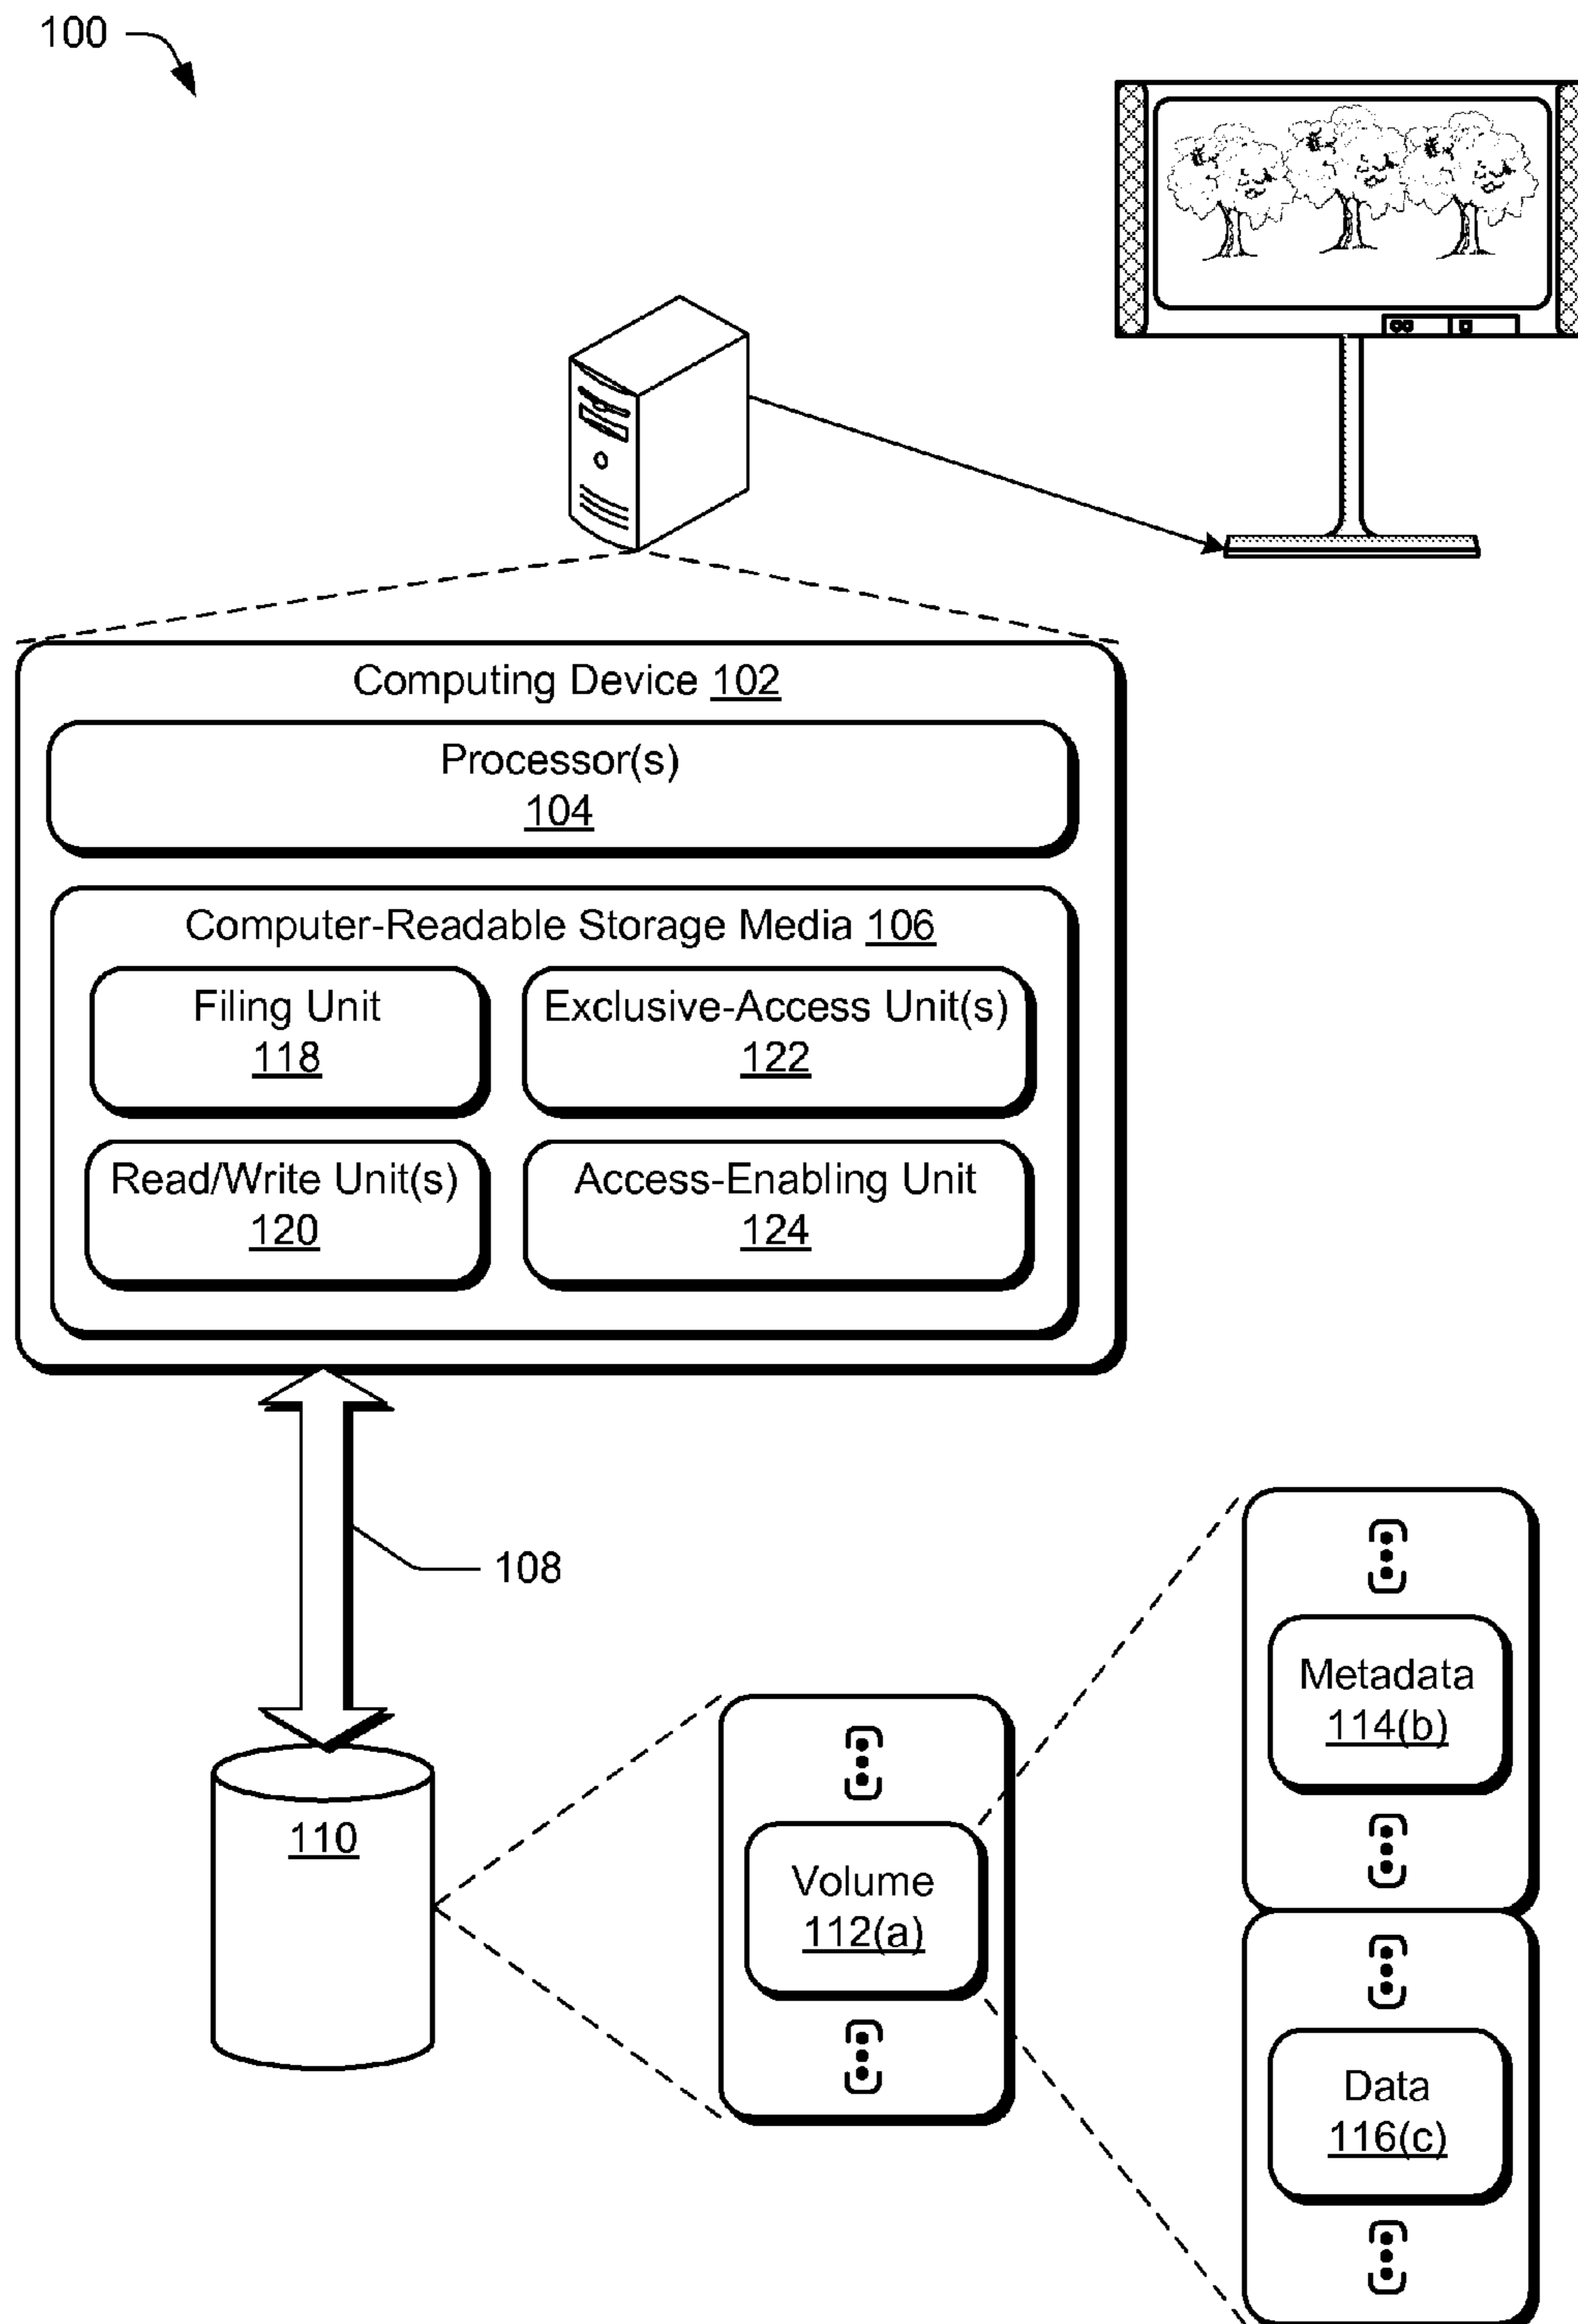 100
Computing Device 102
Processor(s)
104
Computer-Readable Storage Media 106
Filing Unit
118
Exclusive-Access Unit(s)
122
Read/Write Unit(s)
120
Access-Enabling Unit
124
108
110
Volume
112(a)
Metadata
114(b)
Data
116(c)